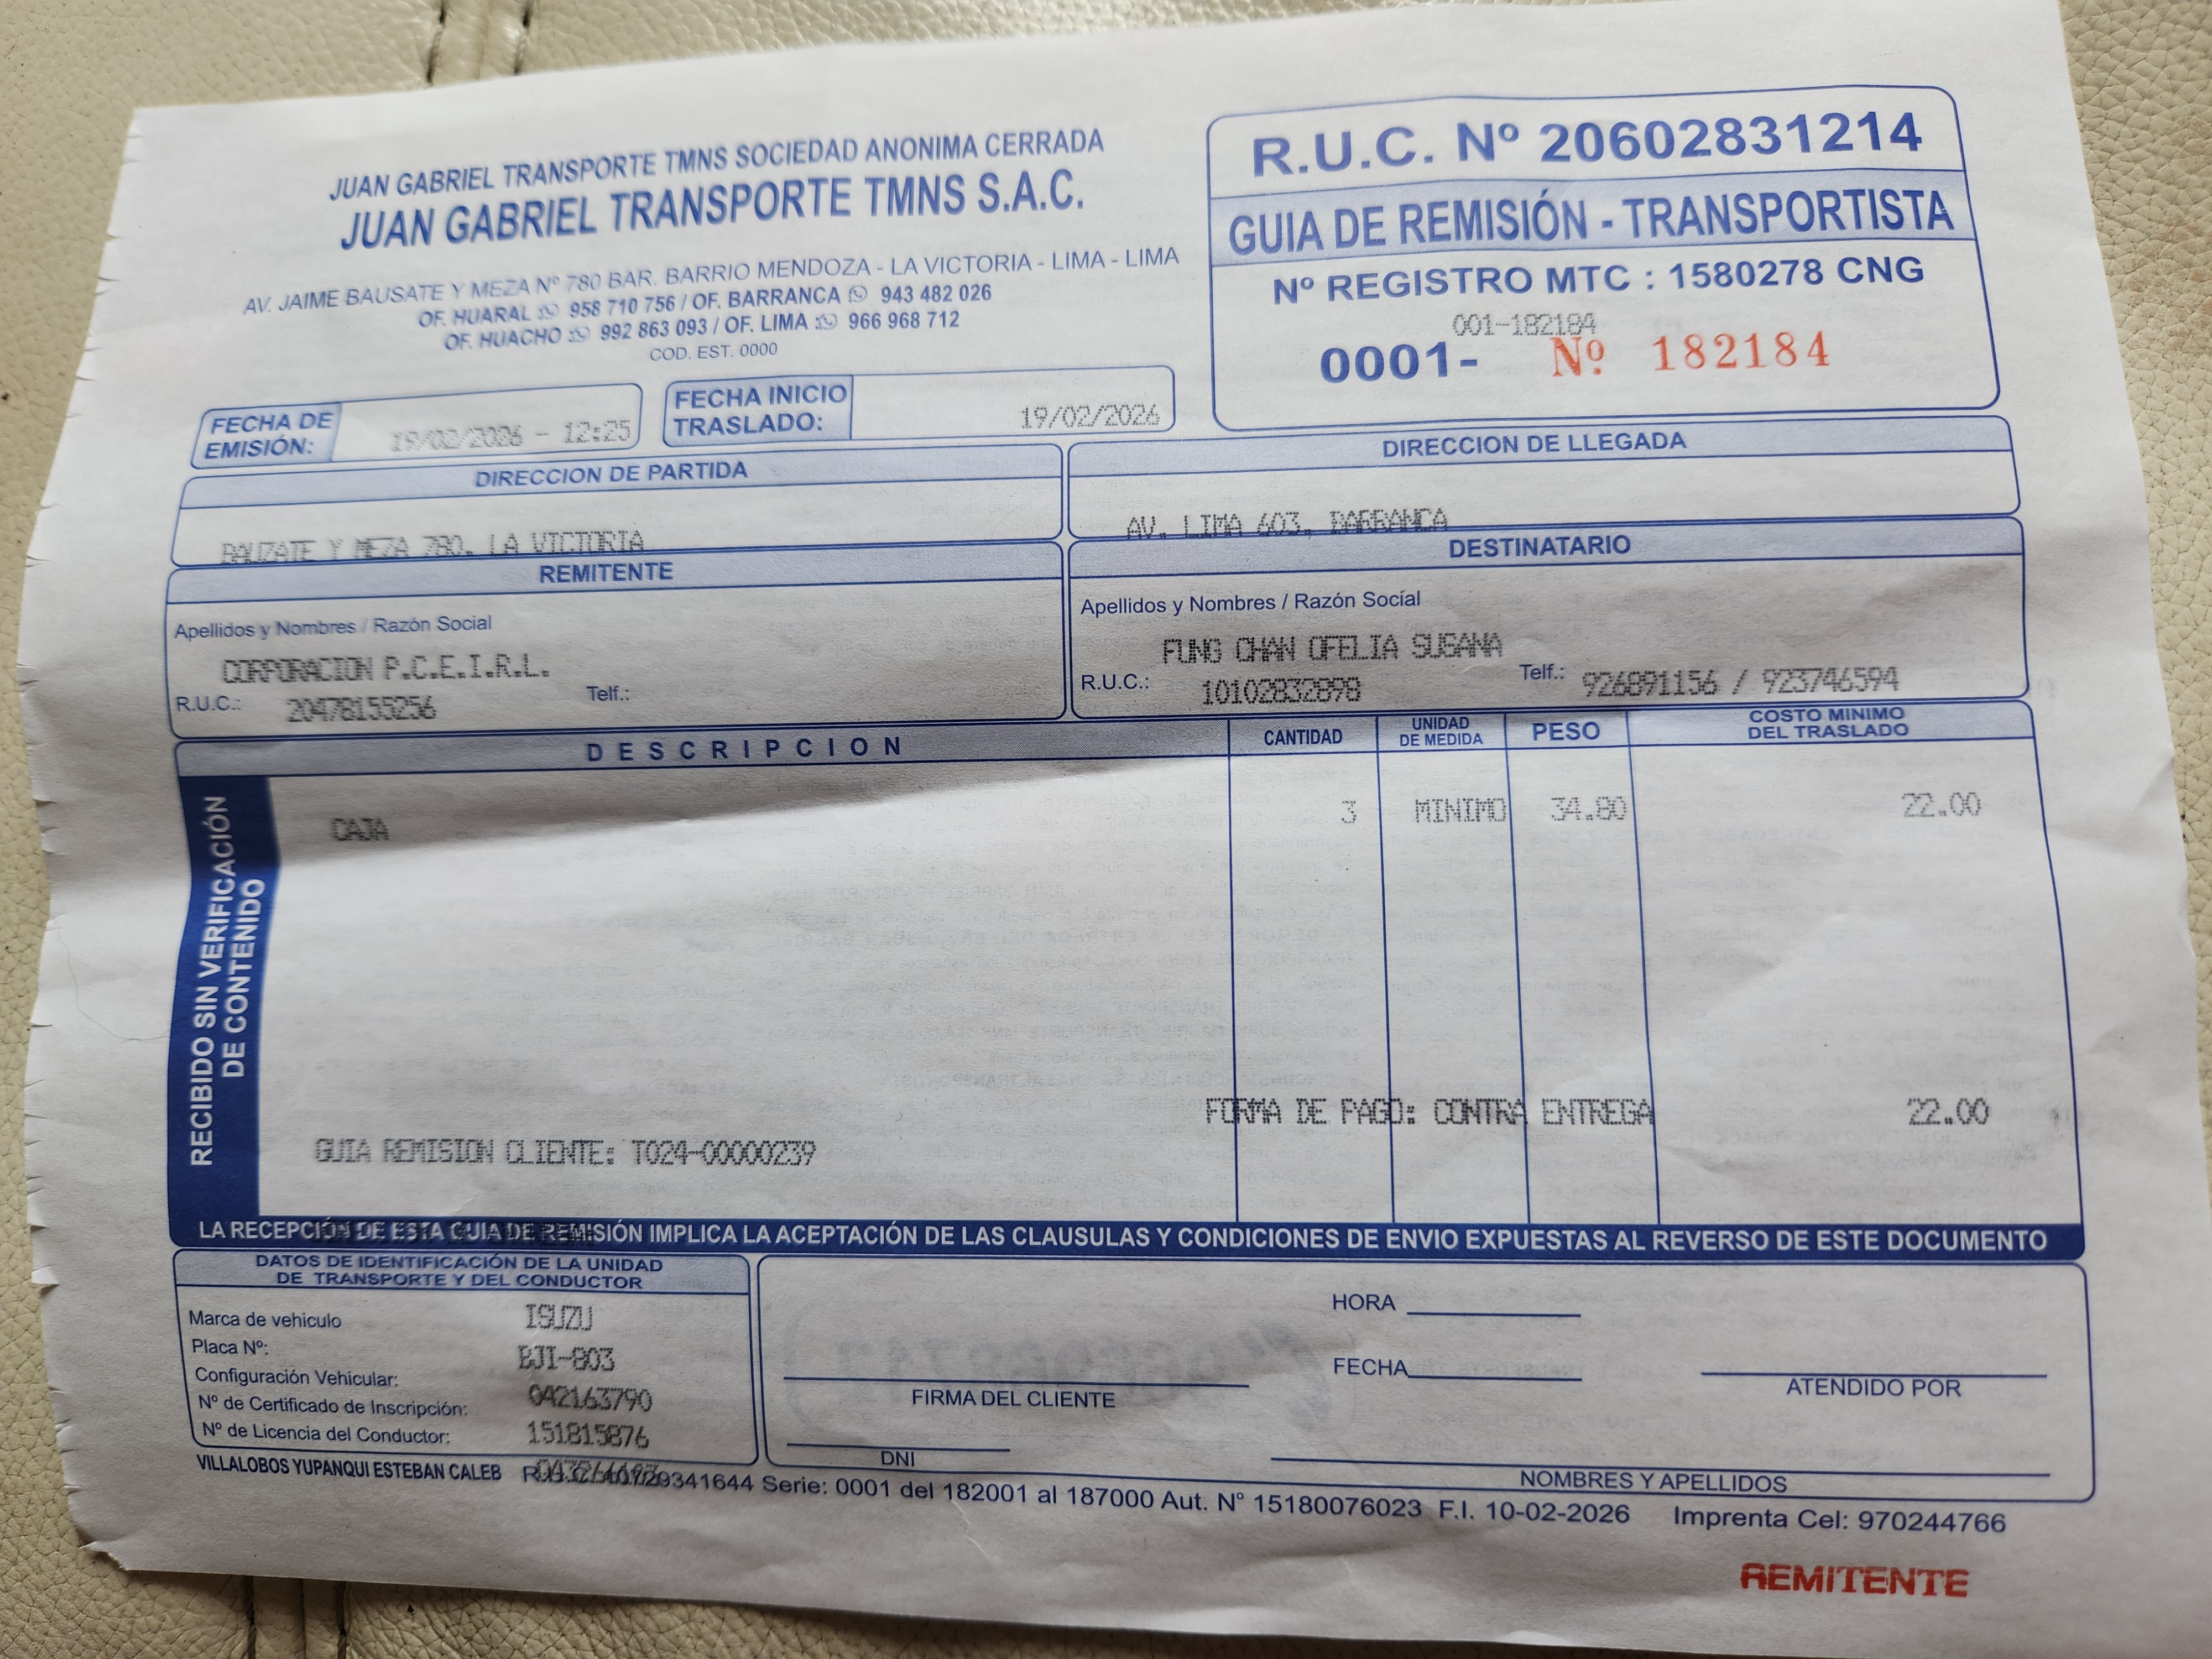 JUAN GABRIEL TRANSPORTE TMNS SOCIEDAD ANONIMA CERRADA
JUAN GABRIEL TRANSPORTE TMNS S.A.C.
AV. JAIME BAUSATE Y MEZA Nº 780 BAR. BARRIO MENDOZA - LA VICTORIA - LIMA - LIMA
OF. HUARAL 958 710 756 / OF. BARRANCA 943 482 026
OF. HUACHO 992 863 093 / OF. LIMA 966 968 712
COD. EST. 0000
R.U.C. Nº 20602831214
GUIA DE REMISIÓN - TRANSPORTISTA
Nº REGISTRO MTC : 1580278 CNG
001-182184
0001- Nº 182184
FECHA DE EMISIÓN: 19/02/2026 - 12:25
FECHA INICIO TRASLADO: 19/02/2026
DIRECCION DE PARTIDA
BAUZATE Y MEZA 780. LA VICTORIA
DIRECCION DE LLEGADA
AV. LIMA 603, BARRANCA
REMITENTE
Apellidos y Nombres / Razón Social
CORPORACION P.C.E.I.R.L.
R.U.C.: 20478155256 Telf.:
DESTINATARIO
Apellidos y Nombres / Razón Social
FUNG CHAN OFELIA SUSANA
R.U.C.: 10102832898 Telf.: 926891156 / 923746594
DESCRIPCION CANTIDAD UNIDAD DE MEDIDA PESO COSTO MINIMO DEL TRASLADO
CAJA 3 MINIMO 34.80 22.00
RECIBIDO SIN VERIFICACIÓN
DE CONTENIDO
FORMA DE PAGO: CONTRA ENTREGA 22.00
GUIA REMISION CLIENTE: T024-00000239
LA RECEPCIÓN DE ESTA GUIA DE REMISIÓN IMPLICA LA ACEPTACIÓN DE LAS CLAUSULAS Y CONDICIONES DE ENVIO EXPUESTAS AL REVERSO DE ESTE DOCUMENTO
DATOS DE IDENTIFICACIÓN DE LA UNIDAD
DE TRANSPORTE Y DEL CONDUCTOR
Marca de vehiculo ISUZU
Placa Nº: BJI-803
Configuración Vehicular:
Nº de Certificado de Inscripción: 042163790
Nº de Licencia del Conductor: 151815876
HORA
FECHA
FIRMA DEL CLIENTE
ATENDIDO POR
DNI
NOMBRES Y APELLIDOS
VILLALOBOS YUPANQUI ESTEBAN CALEB Serie: 0001 del 182001 al 187000 Aut. Nº 15180076023 F.I. 10-02-2026 Imprenta Cel: 970244766
REMITENTE